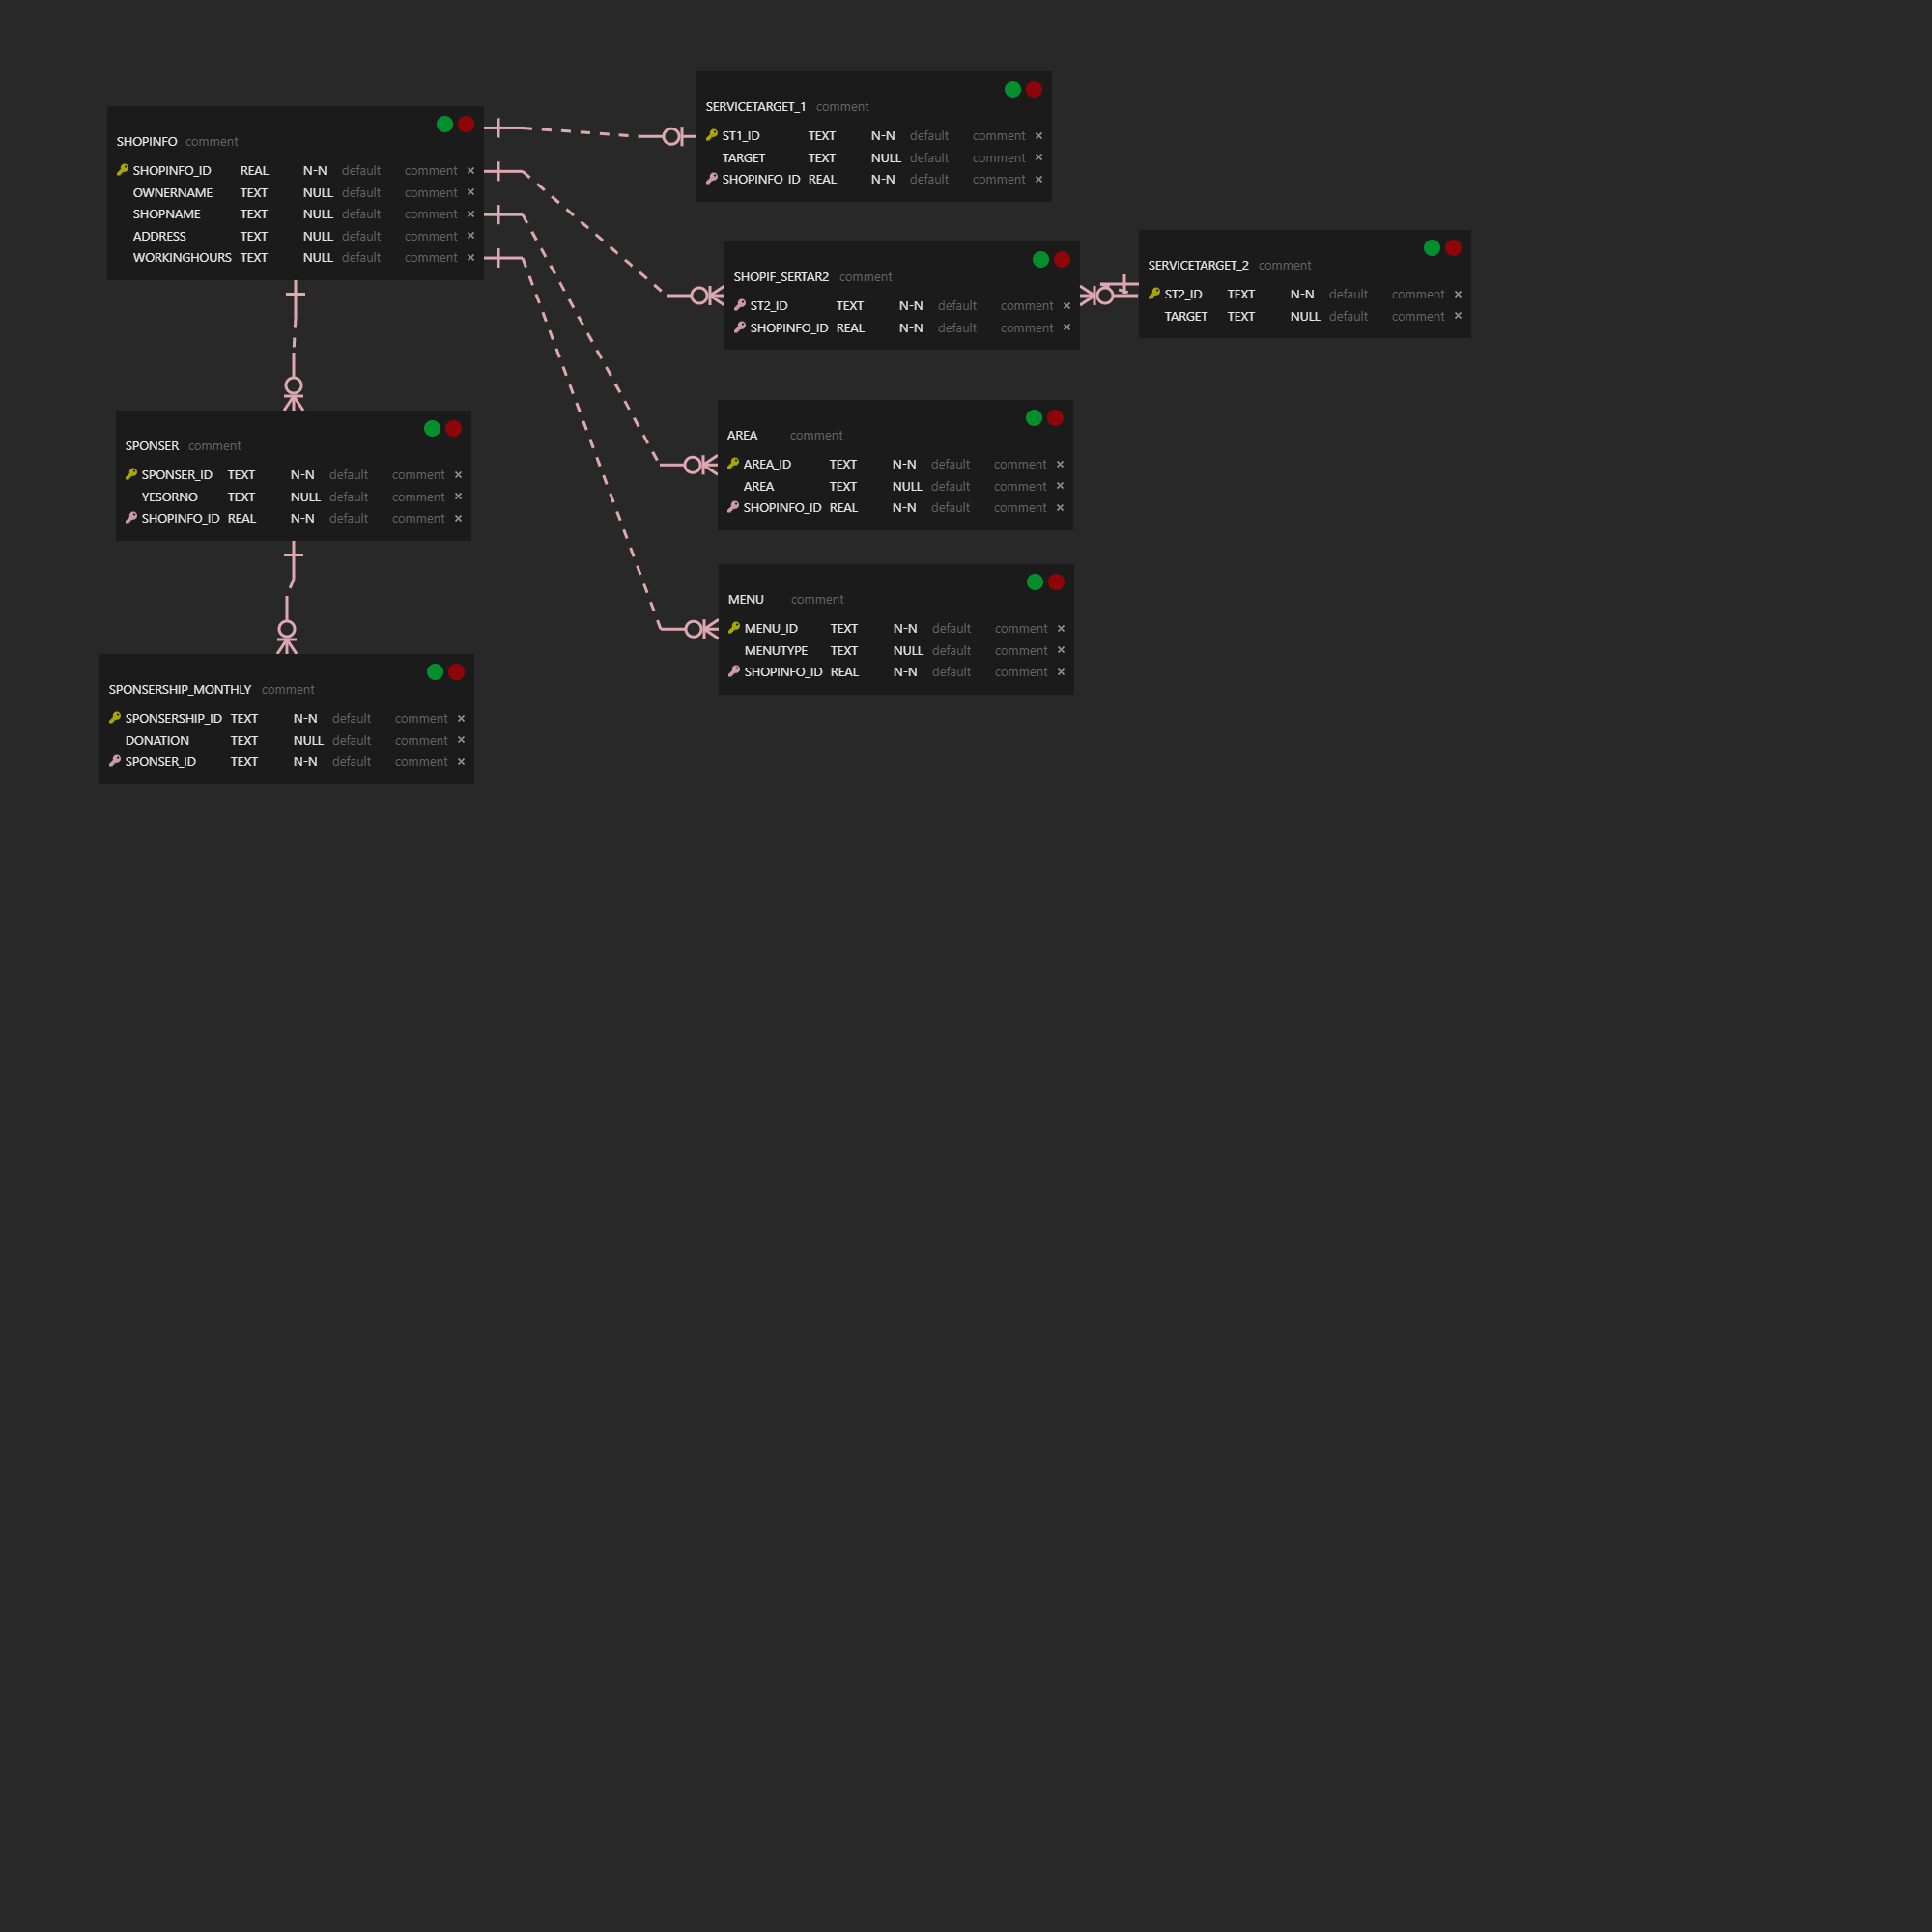 SHOPINFO comment
SHOPINFO_ID REAL N-N default comment ×
OWNERNAME TEXT NULL default comment ×
SHOPNAME TEXT NULL default comment ×
ADDRESS TEXT NULL default comment ×
WORKINGHOURS TEXT NULL default comment ×
SERVICETARGET_1 comment
ST1_ID TEXT N-N default comment ×
TARGET TEXT NULL default comment ×
SHOPINFO_ID REAL N-N default comment ×
SHOPIF_SERTAR2 comment
ST2_ID TEXT N-N default comment ×
SHOPINFO_ID REAL N-N default comment ×
SERVICETARGET_2 comment
ST2_ID TEXT N-N default comment ×
TARGET TEXT NULL default comment ×
SPONSER comment
SPONSER_ID TEXT N-N default comment ×
YESORNO TEXT NULL default comment ×
SHOPINFO_ID REAL N-N default comment ×
AREA comment
AREA_ID TEXT N-N default comment ×
AREA TEXT NULL default comment ×
SHOPINFO_ID REAL N-N default comment ×
MENU comment
MENU_ID TEXT N-N default comment ×
MENUTYPE TEXT NULL default comment ×
SHOPINFO_ID REAL N-N default comment ×
SPONSERSHIP_MONTHLY comment
SPONSERSHIP_ID TEXT N-N default comment ×
DONATION TEXT NULL default comment ×
SPONSER_ID TEXT N-N default comment ×